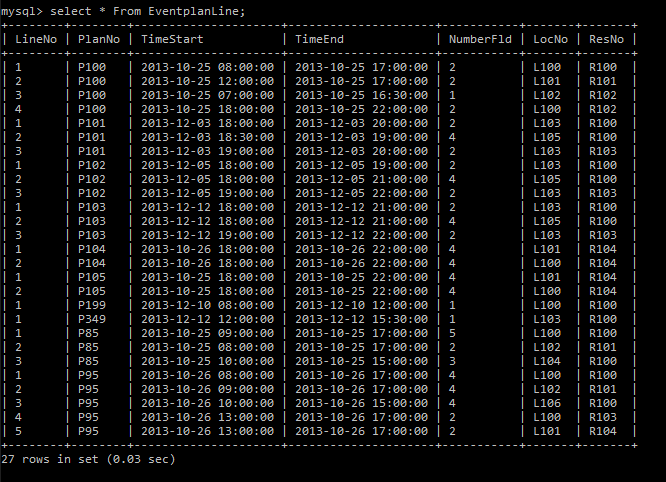 mysql> select * From EventplanLine;
+--------+--------+---------------------+---------------------+-----------+-------+-------+
| LineNo | PlanNo | TimeStart           | TimeEnd             | NumberFld | LocNo | ResNo |
+--------+--------+---------------------+---------------------+-----------+-------+-------+
| 1      | P100   | 2013-10-25 08:00:00 | 2013-10-25 17:00:00 | 2         | L100  | R100  |
| 2      | P100   | 2013-10-25 12:00:00 | 2013-10-25 17:00:00 | 2         | L101  | R101  |
| 3      | P100   | 2013-10-25 07:00:00 | 2013-10-25 16:30:00 | 1         | L102  | R102  |
| 4      | P100   | 2013-10-25 18:00:00 | 2013-10-25 22:00:00 | 2         | L100  | R102  |
| 1      | P101   | 2013-12-03 18:00:00 | 2013-12-03 20:00:00 | 2         | L103  | R100  |
| 2      | P101   | 2013-12-03 18:30:00 | 2013-12-03 19:00:00 | 4         | L105  | R100  |
| 3      | P101   | 2013-12-03 19:00:00 | 2013-12-03 20:00:00 | 2         | L103  | R103  |
| 1      | P102   | 2013-12-05 18:00:00 | 2013-12-05 19:00:00 | 2         | L103  | R100  |
| 2      | P102   | 2013-12-05 18:00:00 | 2013-12-05 21:00:00 | 4         | L105  | R100  |
| 3      | P102   | 2013-12-05 19:00:00 | 2013-12-05 22:00:00 | 2         | L103  | R103  |
| 1      | P103   | 2013-12-12 18:00:00 | 2013-12-12 21:00:00 | 2         | L103  | R100  |
| 2      | P103   | 2013-12-12 18:00:00 | 2013-12-12 21:00:00 | 4         | L105  | R100  |
| 3      | P103   | 2013-12-12 19:00:00 | 2013-12-12 22:00:00 | 2         | L103  | R103  |
| 1      | P104   | 2013-10-26 18:00:00 | 2013-10-26 22:00:00 | 4         | L101  | R104  |
| 2      | P104   | 2013-10-26 18:00:00 | 2013-10-26 22:00:00 | 4         | L100  | R104  |
| 1      | P105   | 2013-10-25 18:00:00 | 2013-10-25 22:00:00 | 4         | L101  | R104  |
| 2      | P105   | 2013-10-25 18:00:00 | 2013-10-25 22:00:00 | 4         | L100  | R104  |
| 1      | P199   | 2013-12-10 08:00:00 | 2013-12-10 12:00:00 | 1         | L100  | R100  |
| 1      | P349   | 2013-12-12 12:00:00 | 2013-12-12 15:30:00 | 1         | L103  | R100  |
| 1      | P85    | 2013-10-25 09:00:00 | 2013-10-25 17:00:00 | 5         | L100  | R100  |
| 2      | P85    | 2013-10-25 08:00:00 | 2013-10-25 17:00:00 | 2         | L102  | R101  |
| 3      | P85    | 2013-10-25 10:00:00 | 2013-10-25 15:00:00 | 3         | L104  | R100  |
| 1      | P95    | 2013-10-26 08:00:00 | 2013-10-26 17:00:00 | 4         | L100  | R100  |
| 2      | P95    | 2013-10-26 09:00:00 | 2013-10-26 17:00:00 | 4         | L102  | R101  |
| 3      | P95    | 2013-10-26 10:00:00 | 2013-10-26 15:00:00 | 4         | L106  | R100  |
| 4      | P95    | 2013-10-26 13:00:00 | 2013-10-26 17:00:00 | 2         | L100  | R103  |
| 5      | P95    | 2013-10-26 13:00:00 | 2013-10-26 17:00:00 | 2         | L101  | R104  |
+--------+--------+---------------------+---------------------+-----------+-------+-------+
27 rows in set (0.03 sec)